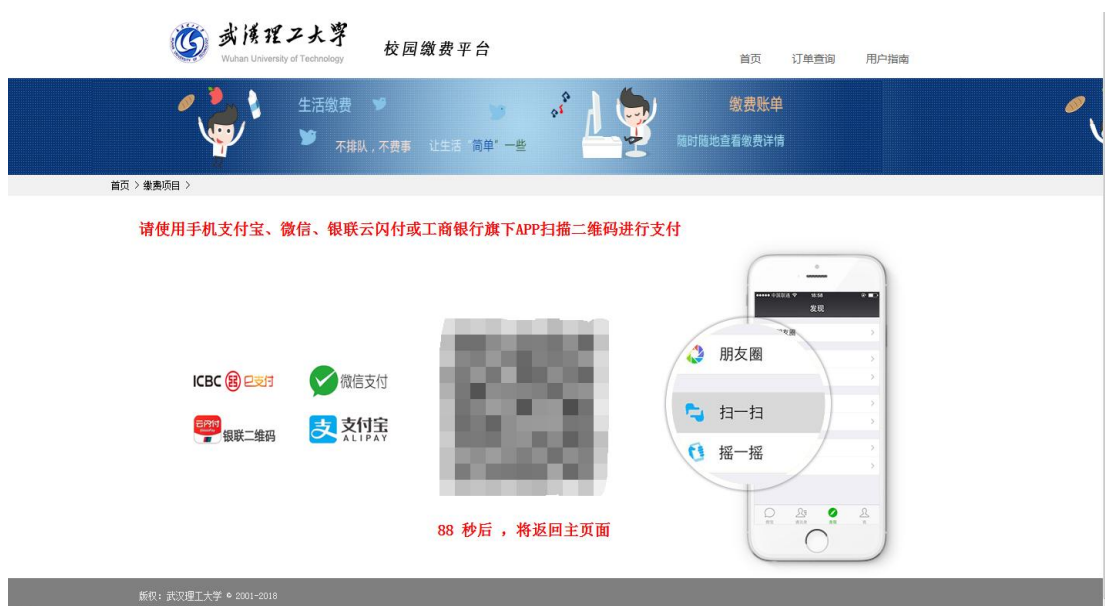 武汉理工大学
Wuhan University of Technology
校园缴费平台
首页 订单查询 用户指南
生活缴费
不排队，不费事 让生活“简单”一些
缴费账单
随时随地查看缴费详情
首页 > 缴费项目 >
请使用手机支付宝、微信、银联云闪付或工商银行旗下APP扫描二维码进行支付
发现
朋友圈
扫一扫
摇一摇
ICBC e支付
微信支付
云闪付
银联二维码
支 支付宝
ALIPAY
88 秒后 ，将返回主页面
版权：武汉理工大学 © 2001-2018